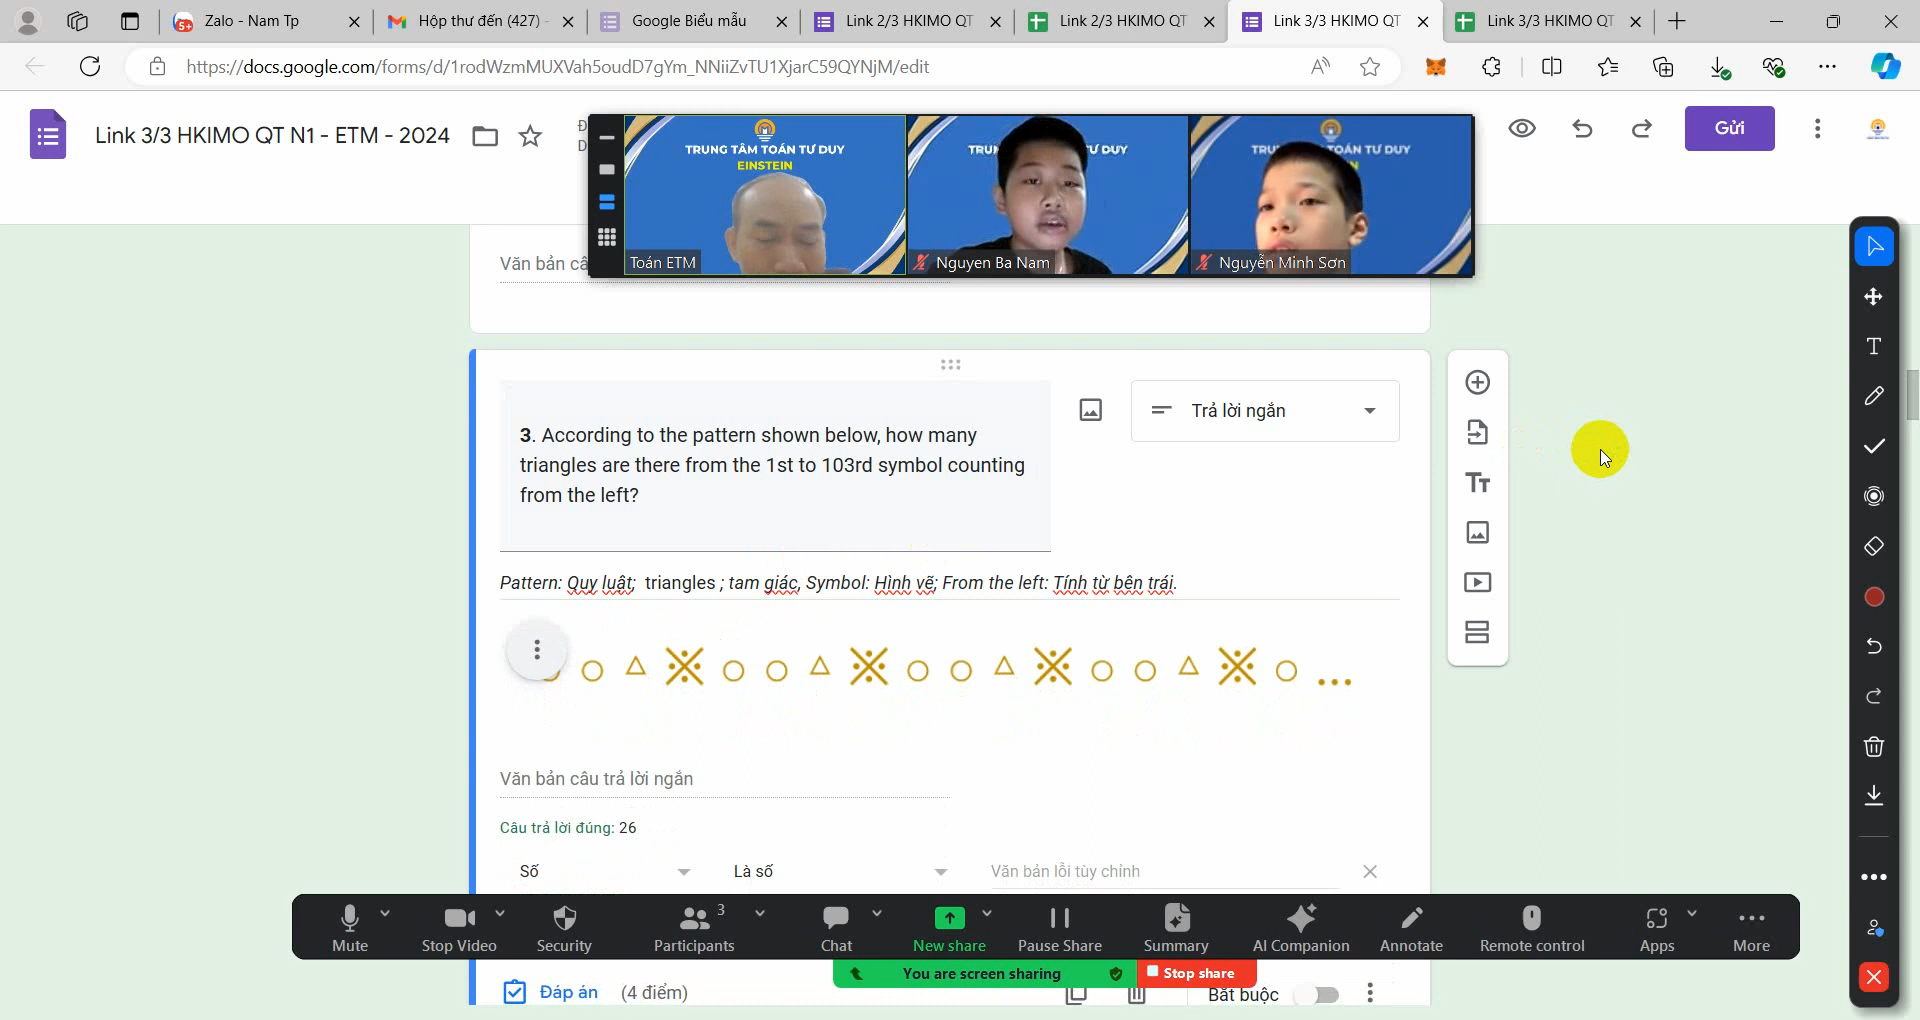 Zalo - Nam Tp
Hộp thư đến (427) -
Google Biểu mẫu
Link 2/3 HKIMO QT
Link 2/3 HKIMO QT
Link 3/3 HKIMO QT
Link 3/3 HKIMO QT
https://docs.google.com/forms/d/1rodWzmMUXVah5oudD7gYm_NNiiZvTU1XjarC59QYNjM/edit
Link 3/3 HKIMO QT N1 - ETM - 2024
Gửi
TRUNG TÂM TOÁN TƯ DUY
EINSTEIN
Toán ETM
Nguyen Ba Nam
Nguyễn Minh Sơn
Văn bản câ
3. According to the pattern shown below, how many
triangles are there from the 1st to 103rd symbol counting
from the left?
Trả lời ngắn
Pattern: Quy luật; triangles ; tam giác, Symbol: Hình vẽ; From the left: Tính từ bên trái.
Văn bản câu trả lời ngắn
Câu trả lời đúng: 26
Số
Là số
Văn bản lỗi tùy chỉnh
Mute
Stop Video
Security
Participants
3
Chat
New share
Pause Share
Summary
AI Companion
Annotate
Remote control
Apps
More
You are screen sharing
Stop share
Đáp án
(4 điểm)
Bắt buộc